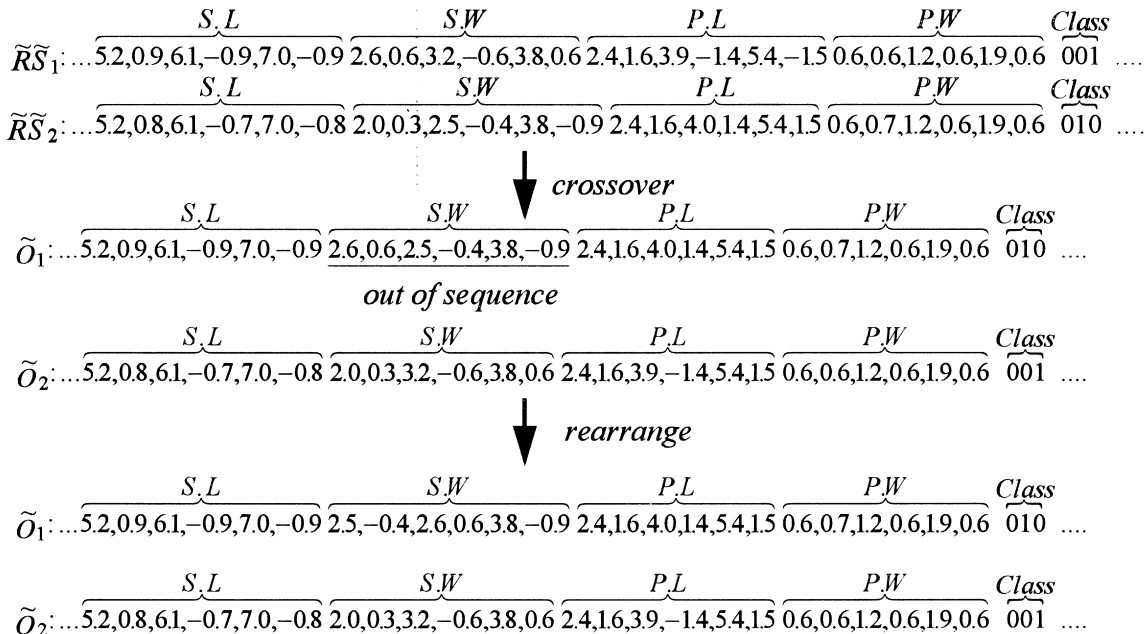 S.L S.W P.L P.W Class
R̃S̃1: ...5.2,0.9,6.1,−0.9,7.0,−0.9 2.6,0.6,3.2,−0.6,3.8,0.6 2.4,1.6,3.9,−1.4,5.4,−1.5 0.6,0.6,1.2,0.6,1.9,0.6 001 ....
S.L S.W P.L P.W Class
R̃S̃2: ...5.2,0.8,6.1,−0.7,7.0,−0.8 2.0,0.3,2.5,−0.4,3.8,−0.9 2.4,1.6,4.0,1.4,5.4,1.5 0.6,0.7,1.2,0.6,1.9,0.6 010 ....
crossover
S.L S.W P.L P.W Class
Õ1: ...5.2,0.9,6.1,−0.9,7.0,−0.9 2.6,0.6,2.5,−0.4,3.8,−0.9 2.4,1.6,4.0,1.4,5.4,1.5 0.6,0.7,1.2,0.6,1.9,0.6 010 ....
out of sequence
S.L S.W P.L P.W Class
Õ2: ...5.2,0.8,6.1,−0.7,7.0,−0.8 2.0,0.3,3.2,−0.6,3.8,0.6 2.4,1.6,3.9,−1.4,5.4,1.5 0.6,0.6,1.2,0.6,1.9,0.6 001 ....
rearrange
S.L S.W P.L P.W Class
Õ1: ...5.2,0.9,6.1,−0.9,7.0,−0.9 2.5,−0.4,2.6,0.6,3.8,−0.9 2.4,1.6,4.0,1.4,5.4,1.5 0.6,0.7,1.2,0.6,1.9,0.6 010 ....
S.L S.W P.L P.W Class
Õ2: ...5.2,0.8,6.1,−0.7,7.0,−0.8 2.0,0.3,3.2,−0.6,3.8,0.6 2.4,1.6,3.9,−1.4,5.4,1.5 0.6,0.6,1.2,0.6,1.9,0.6 001 ....